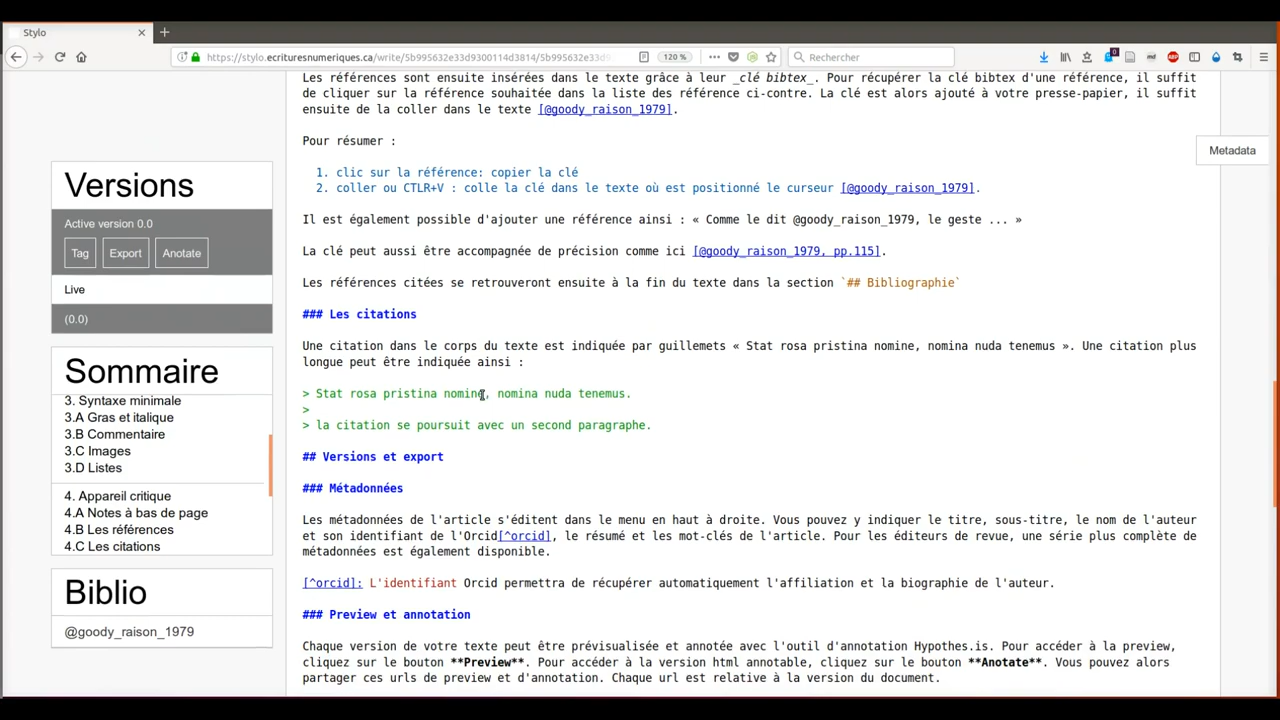 Stylo
https://stylo.ecrituresnumeriques.ca/write/5b995632e33d9300114d3814/5b995632e33d9
120 %
Rechercher
0
Versions
Active version 0.0
Tag
Export
Anotate
Live
(0.0)
Sommaire
3. Syntaxe minimale
3.A Gras et italique
3.B Commentaire
3.C Images
3.D Listes
4. Appareil critique
4.A Notes à bas de page
4.B Les références
4.C Les citations
Biblio
@goody_raison_1979
Les références sont ensuite insérées dans le texte grâce à leur _clé bibtex_. Pour récupérer la clé bibtex d'une référence, il suffit
de cliquer sur la référence souhaitée dans la liste des référence ci-contre. La clé est alors ajouté à votre presse-papier, il suffit
ensuite de la coller dans le texte [@goody_raison_1979].
Pour résumer :
1. clic sur la référence: copier la clé
2. coller ou CTLR+V : colle la clé dans le texte où est positionné le curseur [@goody_raison_1979].
Il est également possible d'ajouter une référence ainsi : « Comme le dit @goody_raison_1979, le geste ... »
La clé peut aussi être accompagnée de précision comme ici [@goody_raison_1979, pp.115].
Les références citées se retrouveront ensuite à la fin du texte dans la section `## Bibliographie`
### Les citations
Une citation dans le corps du texte est indiquée par guillemets « Stat rosa pristina nomine, nomina nuda tenemus ». Une citation plus
longue peut être indiquée ainsi :
> Stat rosa pristina nomine, nomina nuda tenemus.
>
> la citation se poursuit avec un second paragraphe.
## Versions et export
### Métadonnées
Les métadonnées de l'article s'éditent dans le menu en haut à droite. Vous pouvez y indiquer le titre, sous-titre, le nom de l'auteur
et son identifiant de l'Orcid[^orcid], le résumé et les mot-clés de l'article. Pour les éditeurs de revue, une série plus complète de
métadonnées est également disponible.
[^orcid]: L'identifiant Orcid permettra de récupérer automatiquement l'affiliation et la biographie de l'auteur.
### Preview et annotation
Chaque version de votre texte peut être prévisualisée et annotée avec l'outil d'annotation Hypothes.is. Pour accéder à la preview,
cliquez sur le bouton **Preview**. Pour accéder à la version html annotable, cliquez sur le bouton **Anotate**. Vous pouvez alors
partager ces urls de preview et d'annotation. Chaque url est relative à la version du document.
Metadata